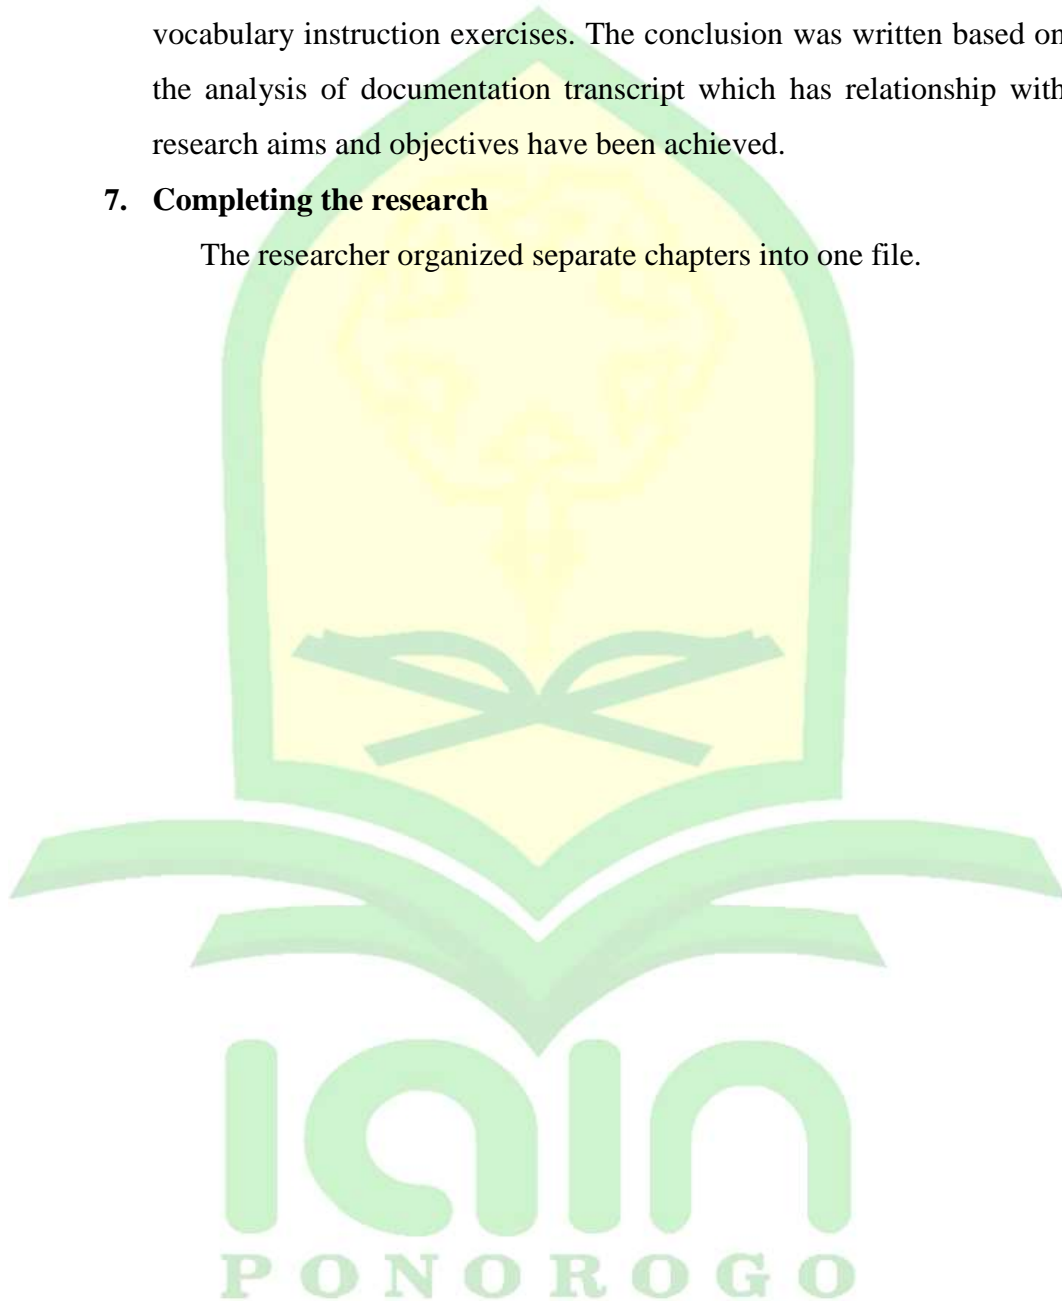 vocabulary instruction exercises. The conclusion was written based on
the analysis of documentation transcript which has relationship with
research aims and objectives have been achieved.
7. Completing the research
The researcher organized separate chapters into one file.
iain
PONOROGO